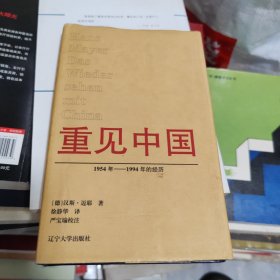 Hans
Mayer
Das
Wieder
sehen
mit
China
重见中国
1954年——1994年的经历
［德］汉斯·迈耶 著
徐静华 译
严宝瑜校注
辽宁大学出版社